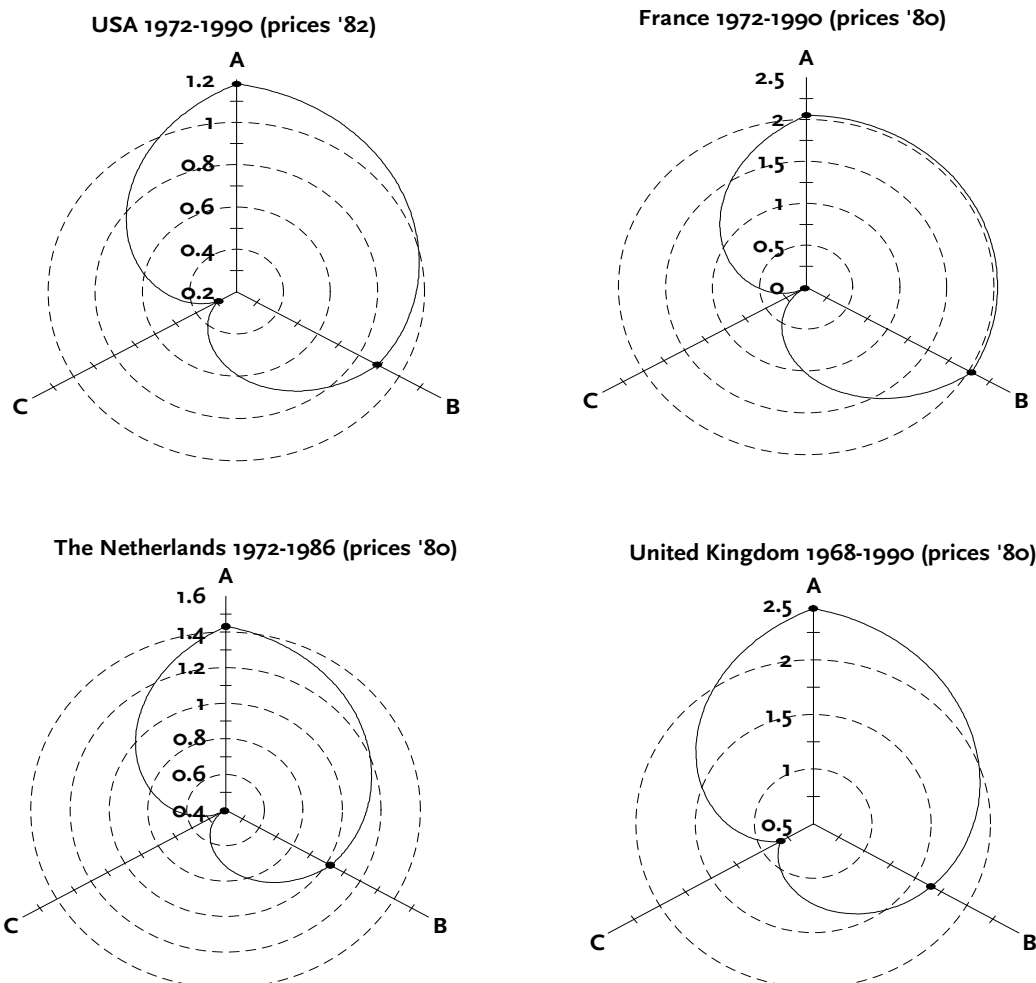 USA 1972-1990 (prices '82)
A
1.2
1
0.8
0.6
0.4
0.2
C
B
France 1972-1990 (prices '80)
A
2.5
2
1.5
1
0.5
0
C
B
The Netherlands 1972-1986 (prices '80)
A
1.6
1.4
1.2
1
0.8
0.6
0.4
C
B
United Kingdom 1968-1990 (prices '80)
A
2.5
2
1.5
1
0.5
C
B